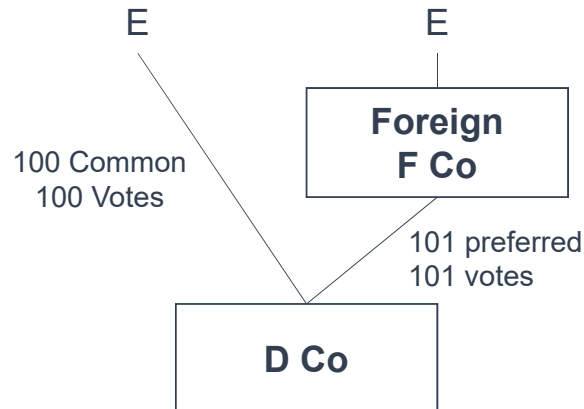 E
E
Foreign
F Co
100 Common
100 Votes
101 preferred
101 votes
D Co